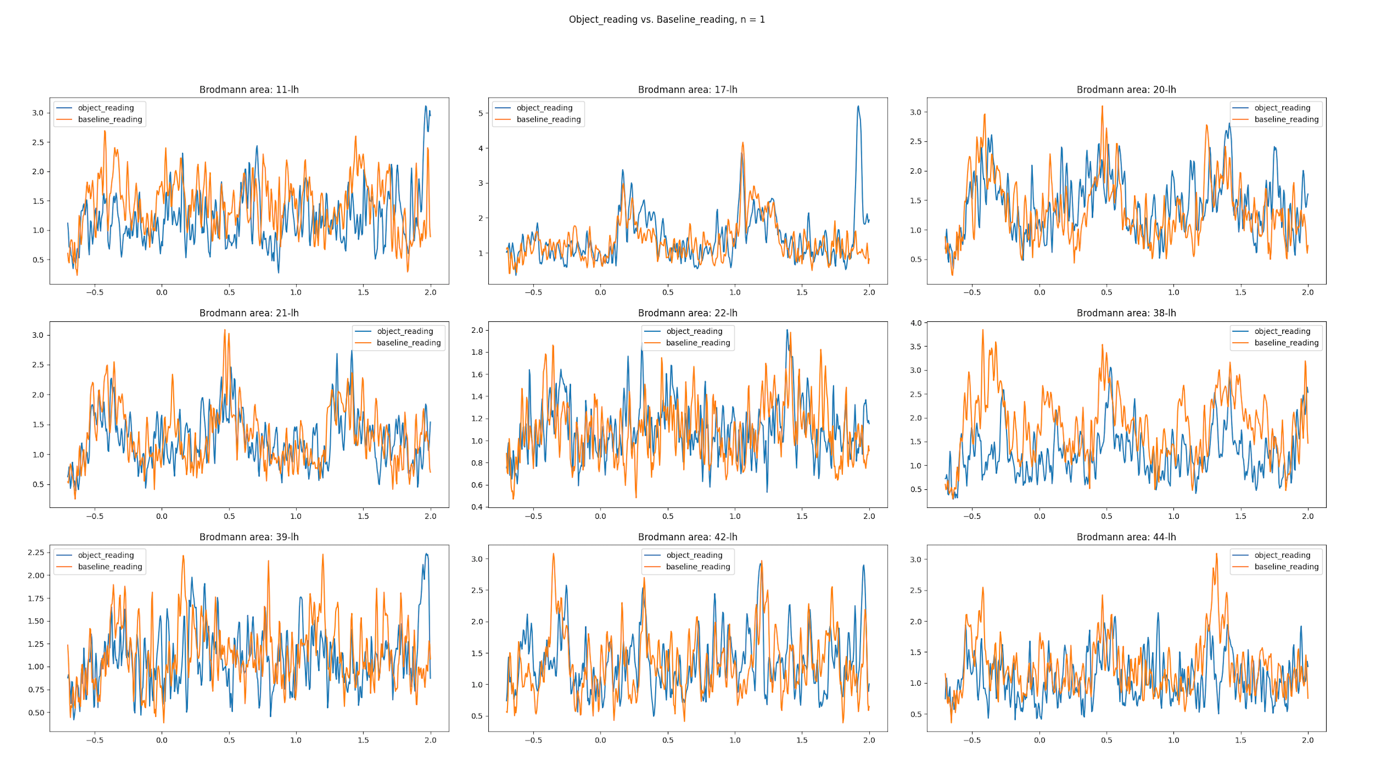 Object_reading vs. Baseline_reading, n = 1
Brodmann area: 11-lh
object_reading
baseline_reading
3.0
2.5
2.0
1.5
1.0
0.5
−0.5 0.0 0.5 1.0 1.5 2.0
Brodmann area: 17-lh
object_reading
baseline_reading
5
4
3
2
1
−0.5 0.0 0.5 1.0 1.5 2.0
Brodmann area: 20-lh
object_reading
baseline_reading
3.0
2.5
2.0
1.5
1.0
0.5
−0.5 0.0 0.5 1.0 1.5 2.0
Brodmann area: 21-lh
object_reading
baseline_reading
3.0
2.5
2.0
1.5
1.0
0.5
−0.5 0.0 0.5 1.0 1.5 2.0
Brodmann area: 22-lh
object_reading
baseline_reading
2.0
1.8
1.6
1.4
1.2
1.0
0.8
0.6
0.4
−0.5 0.0 0.5 1.0 1.5 2.0
Brodmann area: 38-lh
object_reading
baseline_reading
4.0
3.5
3.0
2.5
2.0
1.5
1.0
0.5
−0.5 0.0 0.5 1.0 1.5 2.0
Brodmann area: 39-lh
object_reading
baseline_reading
2.25
2.00
1.75
1.50
1.25
1.00
0.75
0.50
−0.5 0.0 0.5 1.0 1.5 2.0
Brodmann area: 42-lh
object_reading
baseline_reading
3.0
2.5
2.0
1.5
1.0
0.5
−0.5 0.0 0.5 1.0 1.5 2.0
Brodmann area: 44-lh
object_reading
baseline_reading
3.0
2.5
2.0
1.5
1.0
0.5
−0.5 0.0 0.5 1.0 1.5 2.0